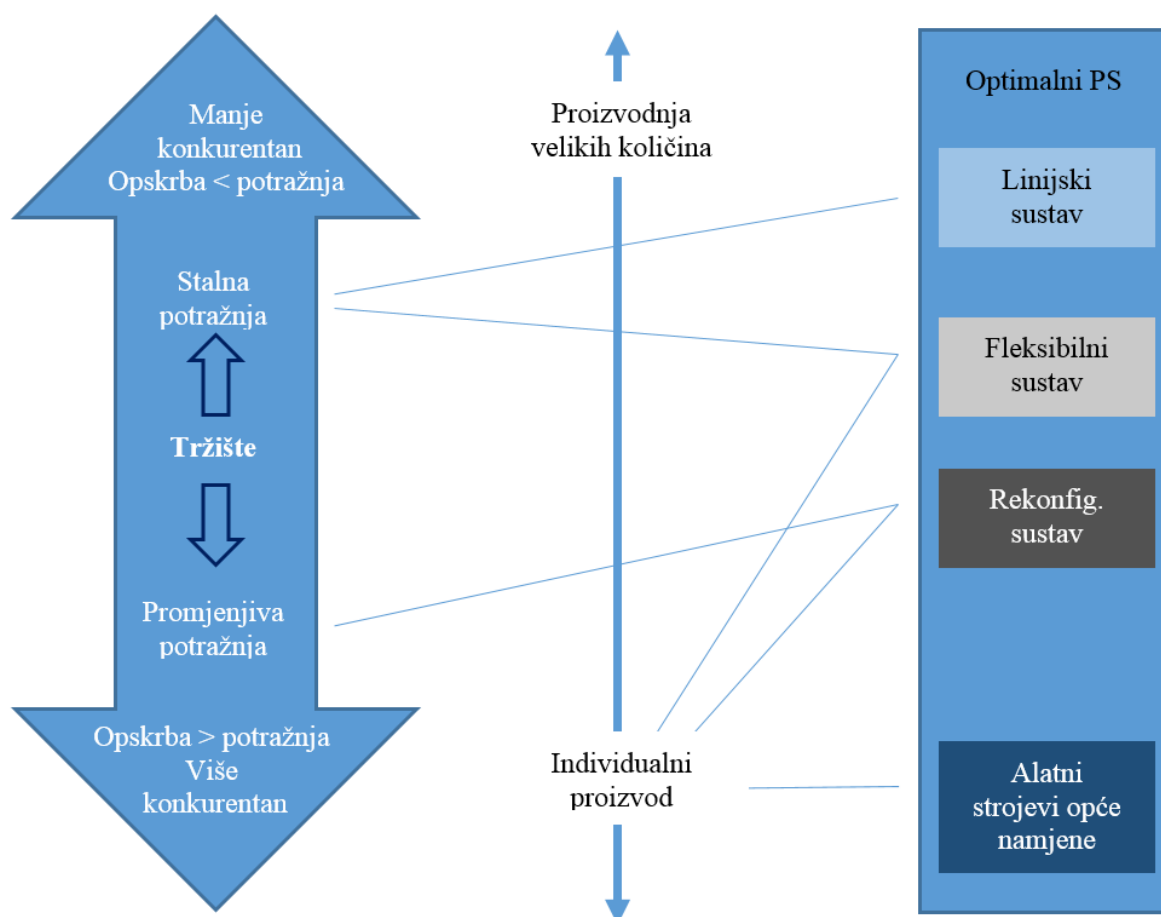 Manje
konkurentan
Opskrba < potražnja
Stalna
potražnja
Tržište
Promjenjiva
potražnja
Opskrba > potražnja
Više
konkurentan
Proizvodnja
velikih količina
Individualni
proizvod
Optimalni PS
Linijski
sustav
Fleksibilni
sustav
Rekonfig.
sustav
Alatni
strojevi opće
namjene